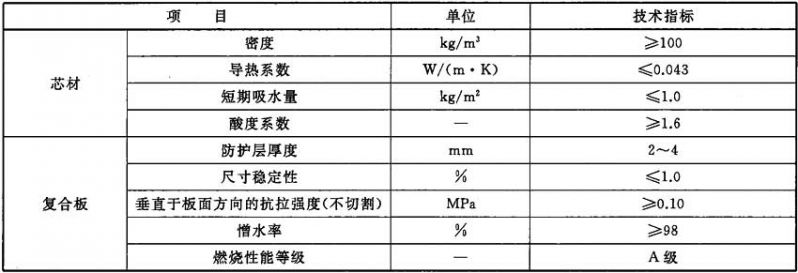 项 目 单位 技术指标
芯材 密度 kg/m³ ≥100
导热系数 W/(m·K) ≤0.043
短期吸水量 kg/m² ≤1.0
酸度系数 — ≥1.6
复合板 防护层厚度 mm 2～4
尺寸稳定性 % ≤1.0
垂直于板面方向的抗拉强度(不切割) MPa ≥0.10
憎水率 % ≥98
燃烧性能等级 — A级